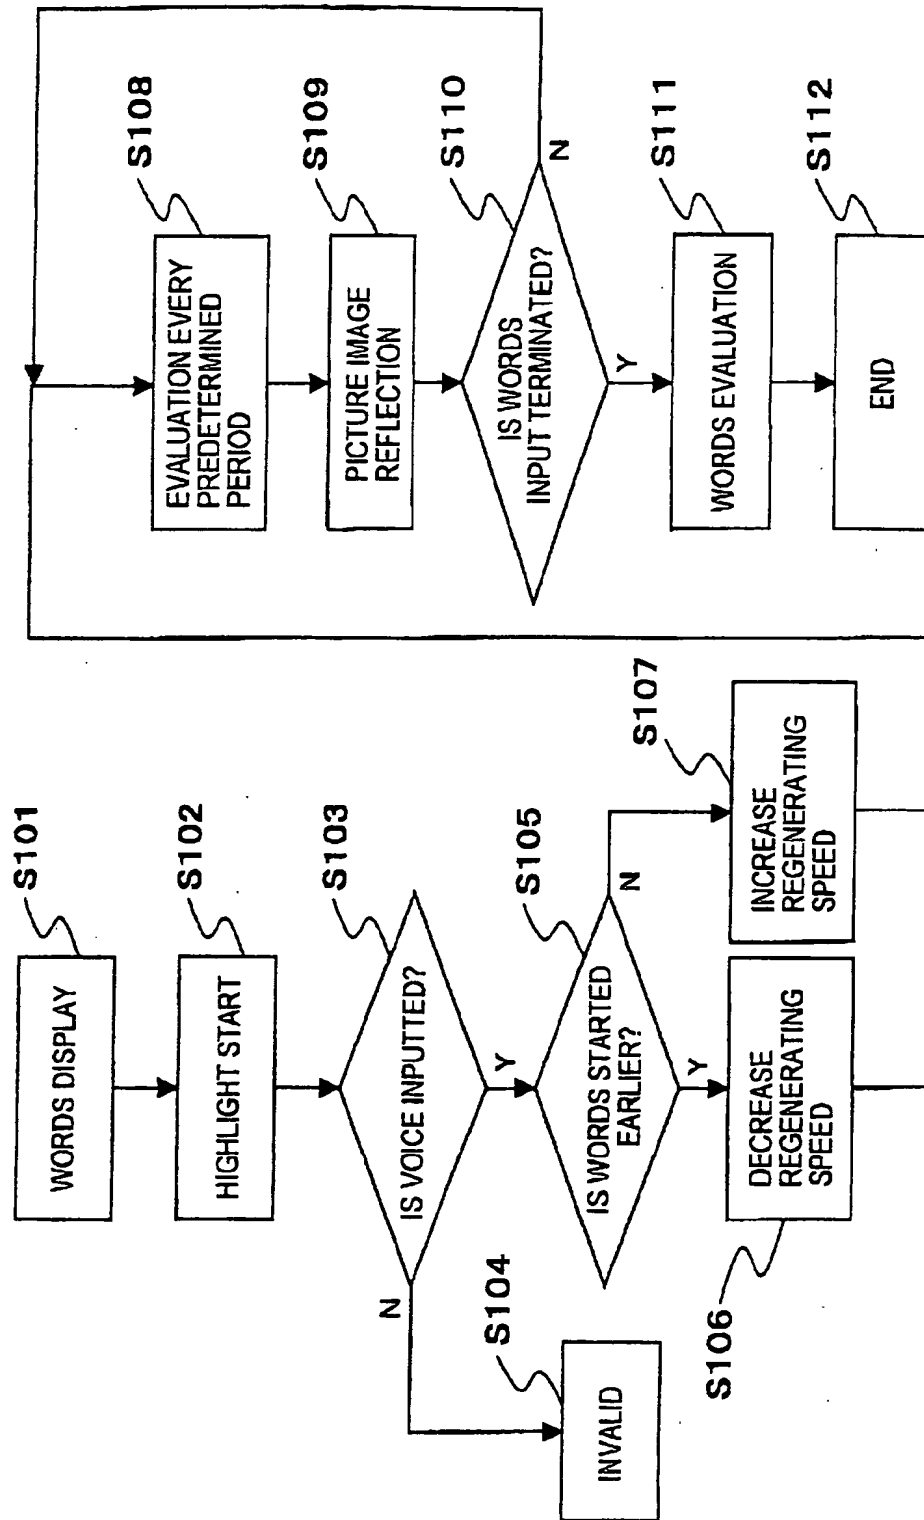 S101
WORDS DISPLAY
S102
HIGHLIGHT START
S103
IS VOICE INPUTTED?
N
Y
S104
INVALID
S105
IS WORDS STARTED
EARLIER?
N
Y
S106
DECREASE
REGENERATING
SPEED
S107
INCREASE
REGENERATING
SPEED
S108
EVALUATION EVERY
PREDETERMINED
PERIOD
S109
PICTURE IMAGE
REFLECTION
S110
IS WORDS
INPUT TERMINATED?
N
Y
S111
WORDS EVALUATION
S112
END